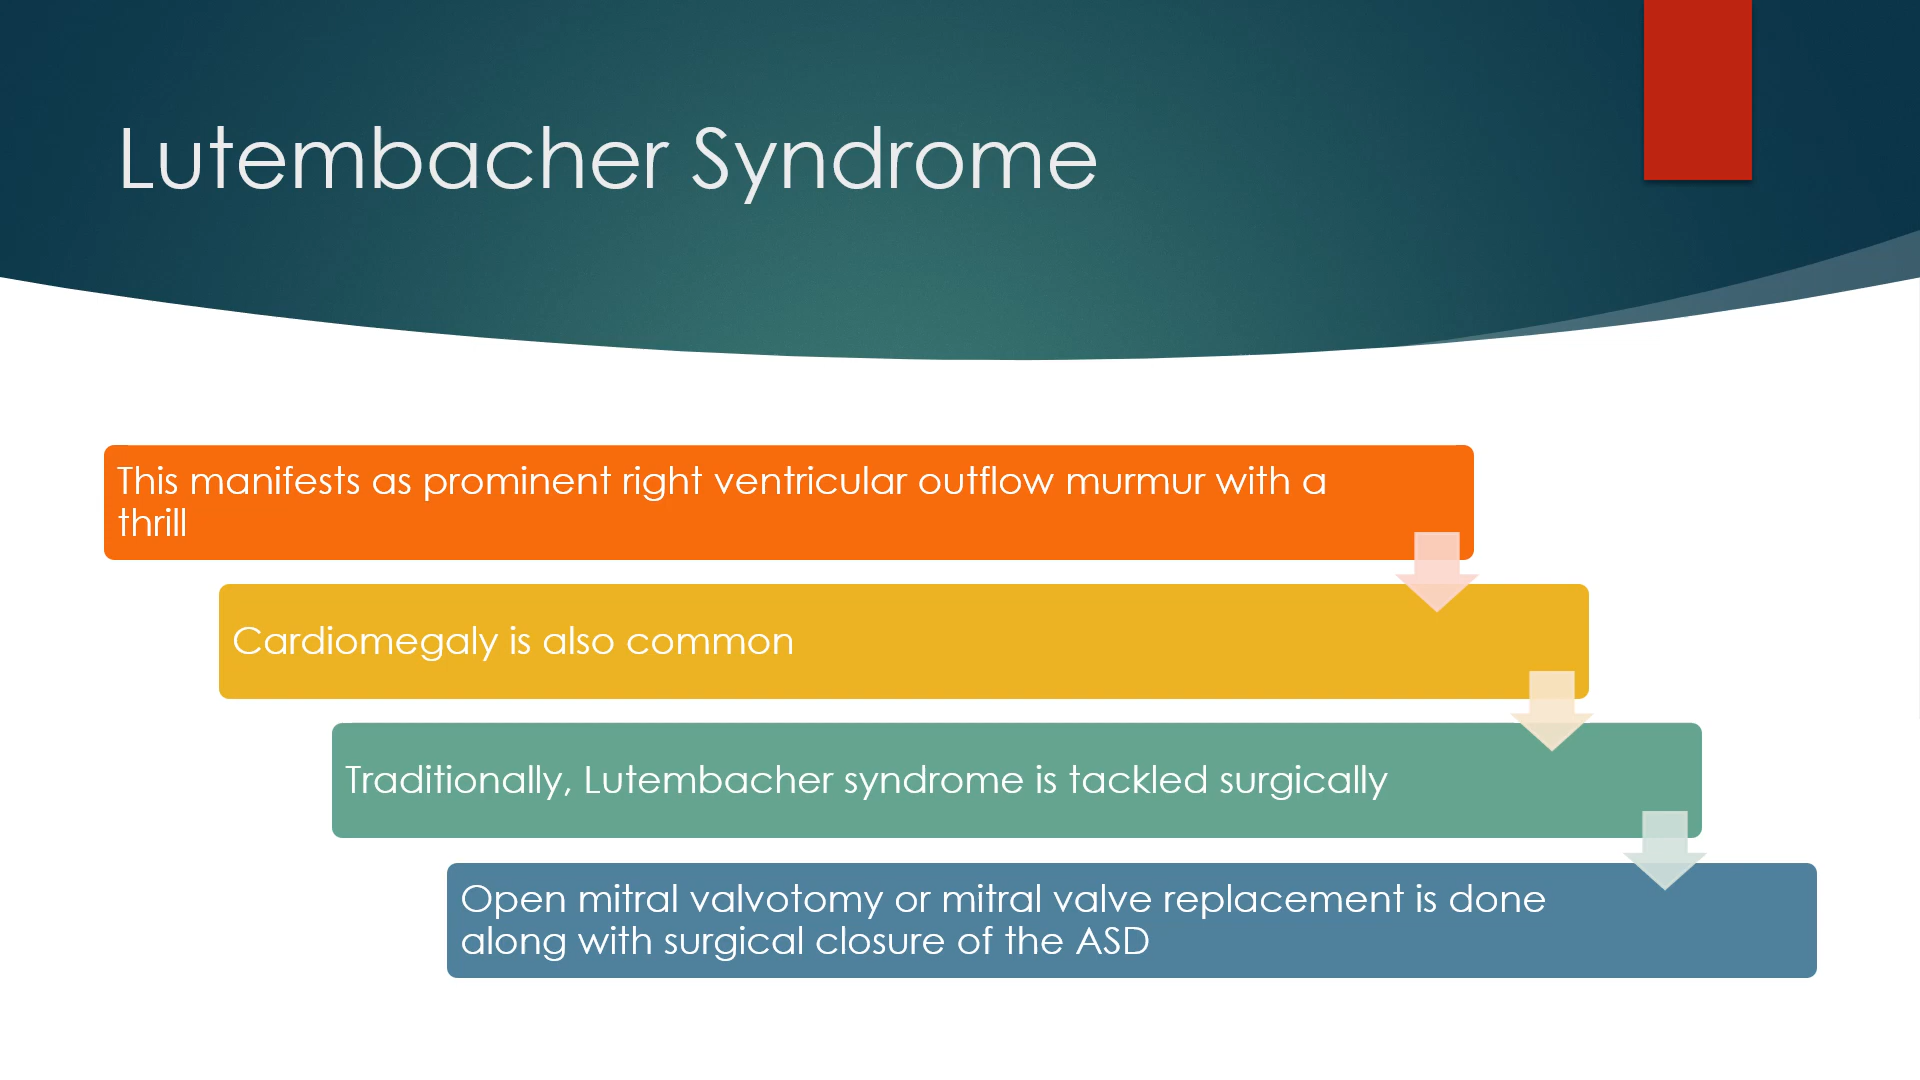 Lutembacher Syndrome
This manifests as prominent right ventricular outflow murmur with a
thrill
Cardiomegaly is also common
Traditionally, Lutembacher syndrome is tackled surgically
Open mitral valvotomy or mitral valve replacement is done
along with surgical closure of the ASD